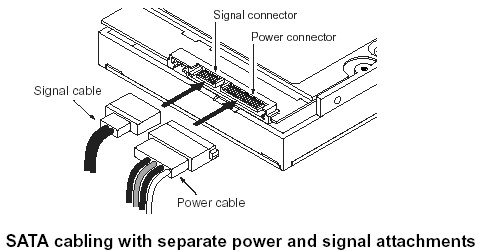 Signal connector
Power connector
Signal cable
Power cable
SATA cabling with separate power and signal attachments